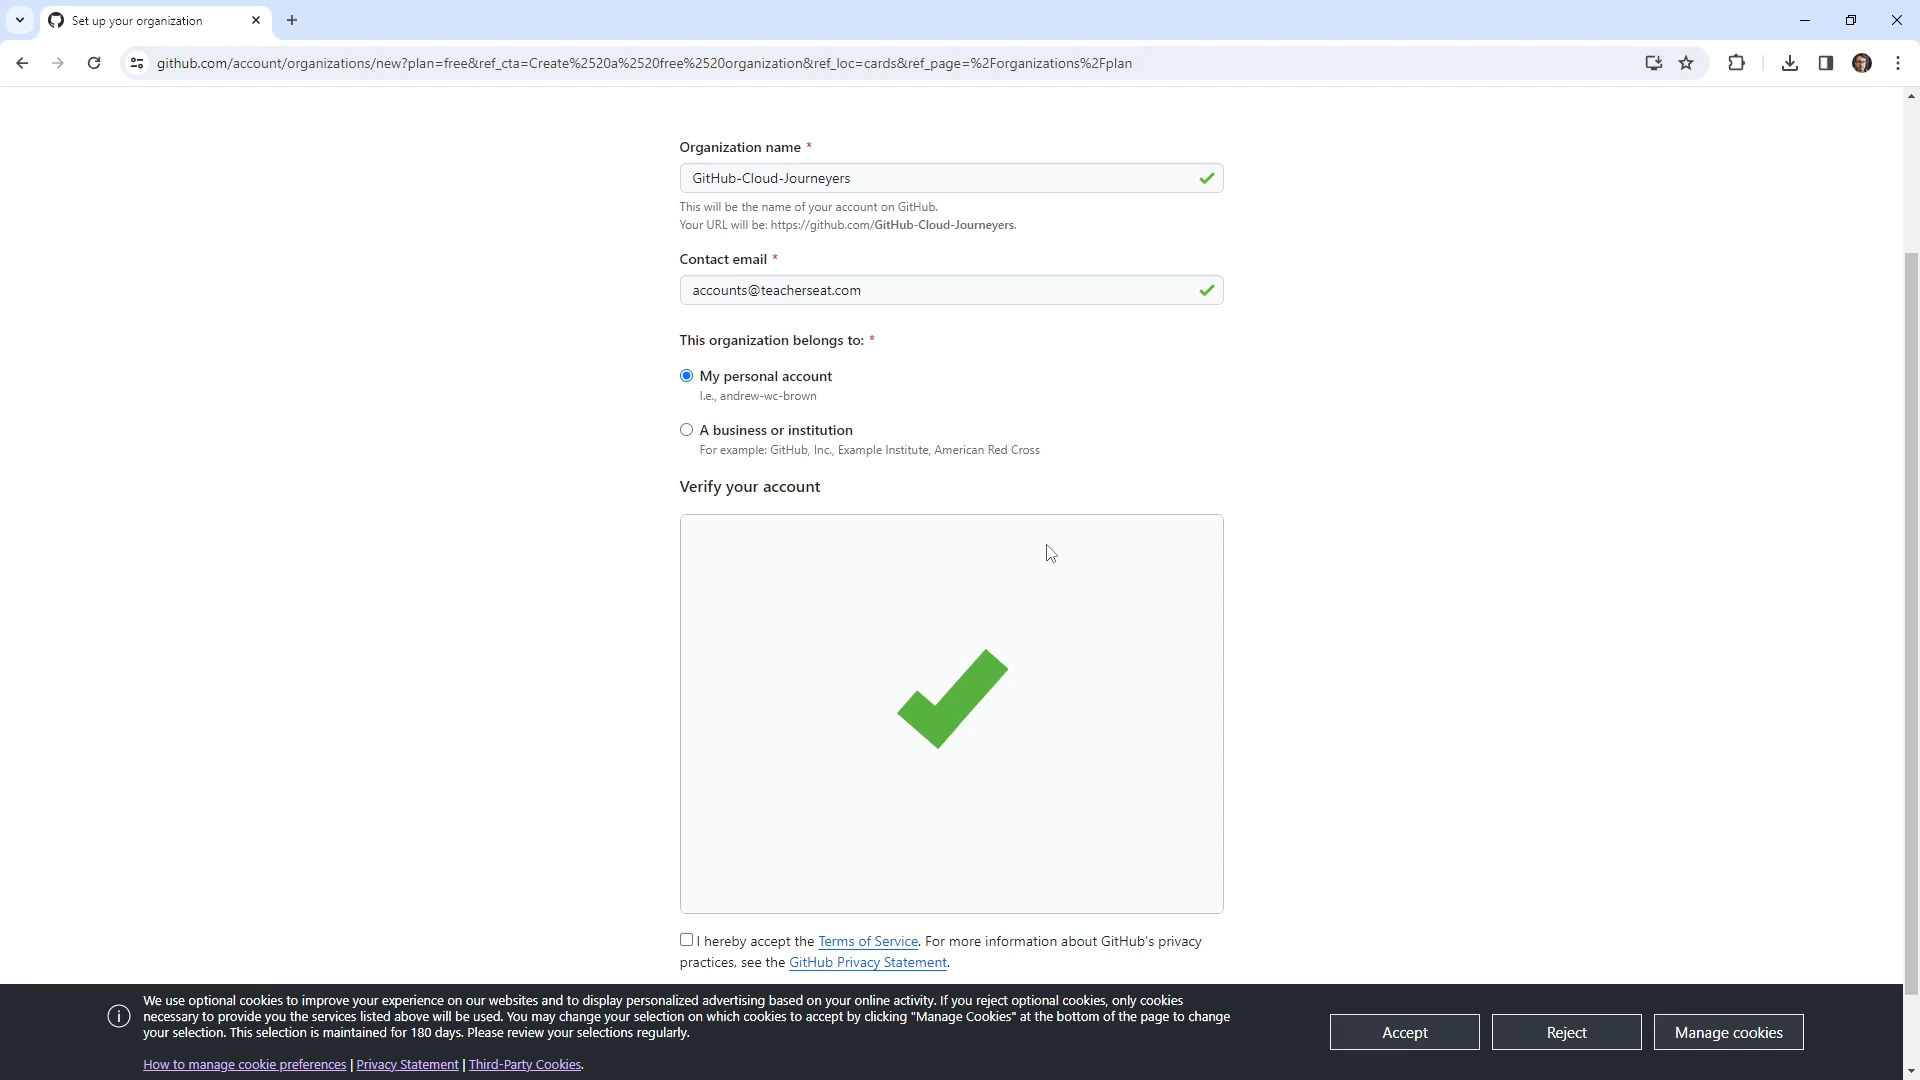 Set up your organization
github.com/account/organizations/new?plan=free&ref_cta=Create%2520a%2520free%2520organization&ref_loc=cards&ref_page=%2Forganizations%2Fplan
Organization name *
GitHub-Cloud-Journeyers
This will be the name of your account on GitHub.
Your URL will be: https://github.com/GitHub-Cloud-Journeyers.
Contact email *
accounts@teacherseat.com
This organization belongs to: *
My personal account
I.e., andrew-wc-brown
A business or institution
For example: GitHub, Inc., Example Institute, American Red Cross
Verify your account
I hereby accept the Terms of Service. For more information about GitHub's privacy
practices, see the GitHub Privacy Statement.
We use optional cookies to improve your experience on our websites and to display personalized advertising based on your online activity. If you reject optional cookies, only cookies
necessary to provide you the services listed above will be used. You may change your selection on which cookies to accept by clicking "Manage Cookies" at the bottom of the page to change
your selection. This selection is maintained for 180 days. Please review your selections regularly.
How to manage cookie preferences | Privacy Statement | Third-Party Cookies.
Accept
Reject
Manage cookies